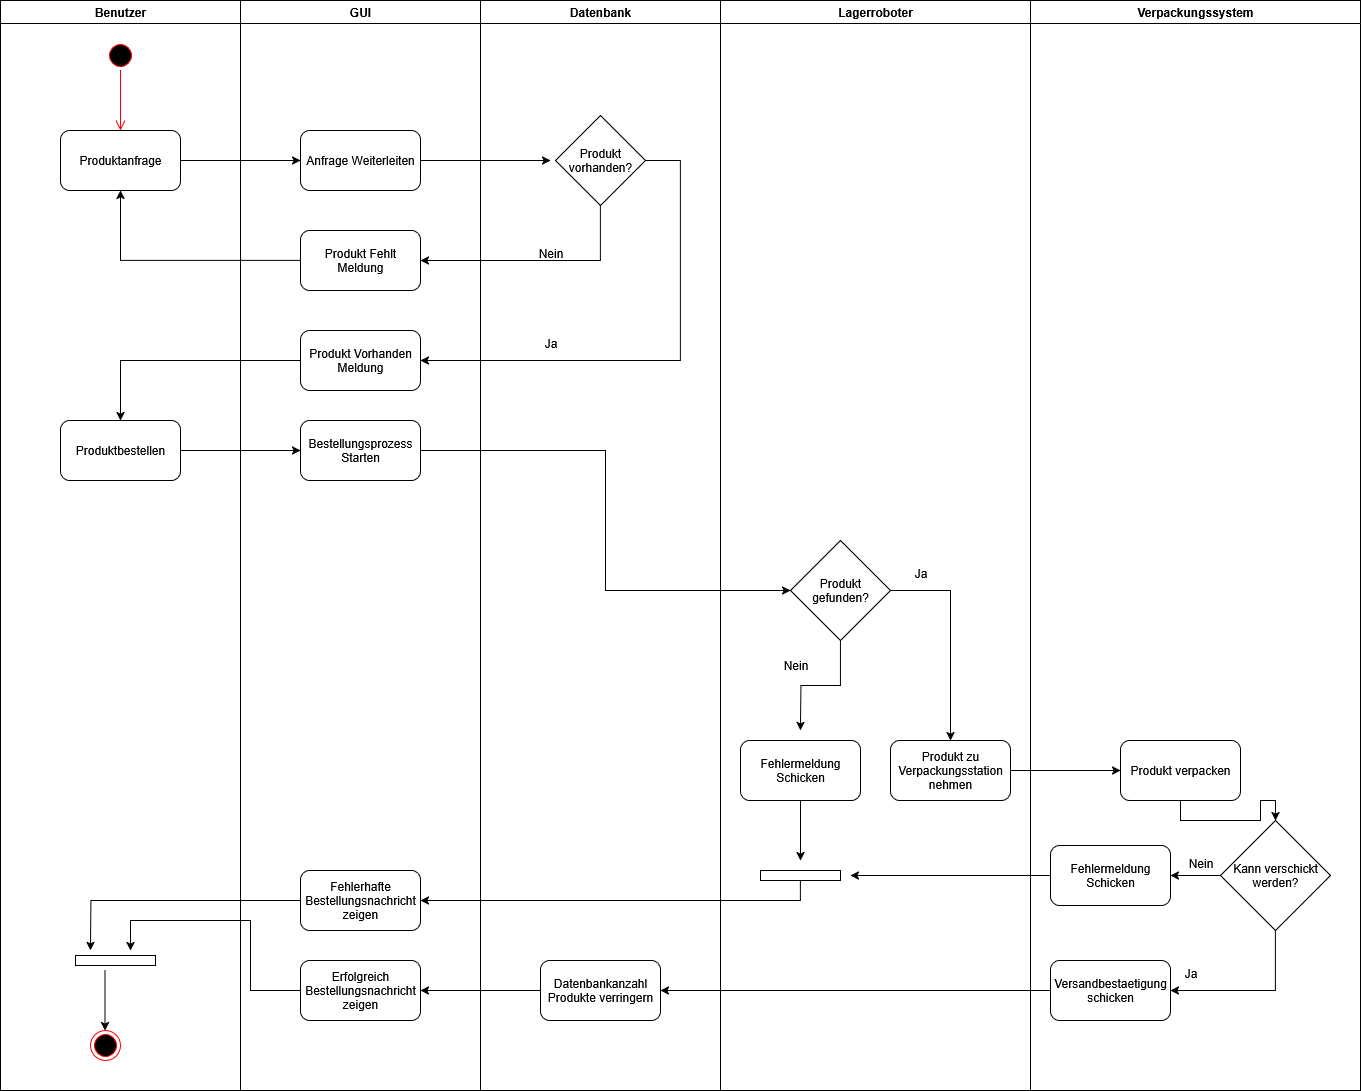 Benutzer
GUI
Datenbank
Lagerroboter
Verpackungssystem
Produktanfrage
Anfrage Weiterleiten
Produkt
vorhanden?
Produkt Fehlt
Meldung
Nein
Produkt Vorhanden
Meldung
Ja
Produktbestellen
Bestellungsprozess
Starten
Produkt
gefunden?
Ja
Nein
Fehlermeldung
Schicken
Produkt zu
Verpackungsstation
nehmen
Produkt verpacken
Fehlerhafte
Bestellungsnachricht
zeigen
Fehlermeldung
Schicken
Nein
Kann verschickt
werden?
Erfolgreich
Bestellungsnachricht
zeigen
Datenbankanzahl
Produkte verringern
Versandbestaetigung
schicken
Ja